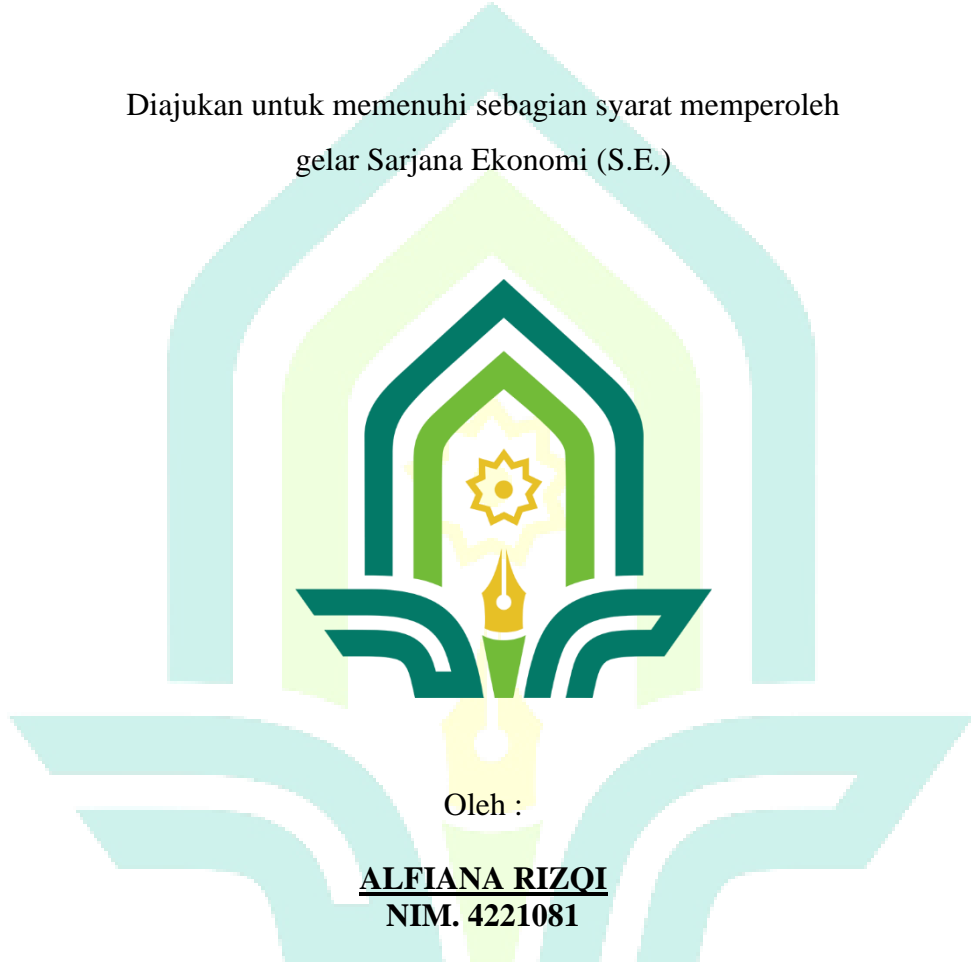 Diajukan untuk memenuhi sebagian syarat memperoleh
gelar Sarjana Ekonomi (S.E.)
Oleh :
ALFIANA RIZQI
NIM. 4221081